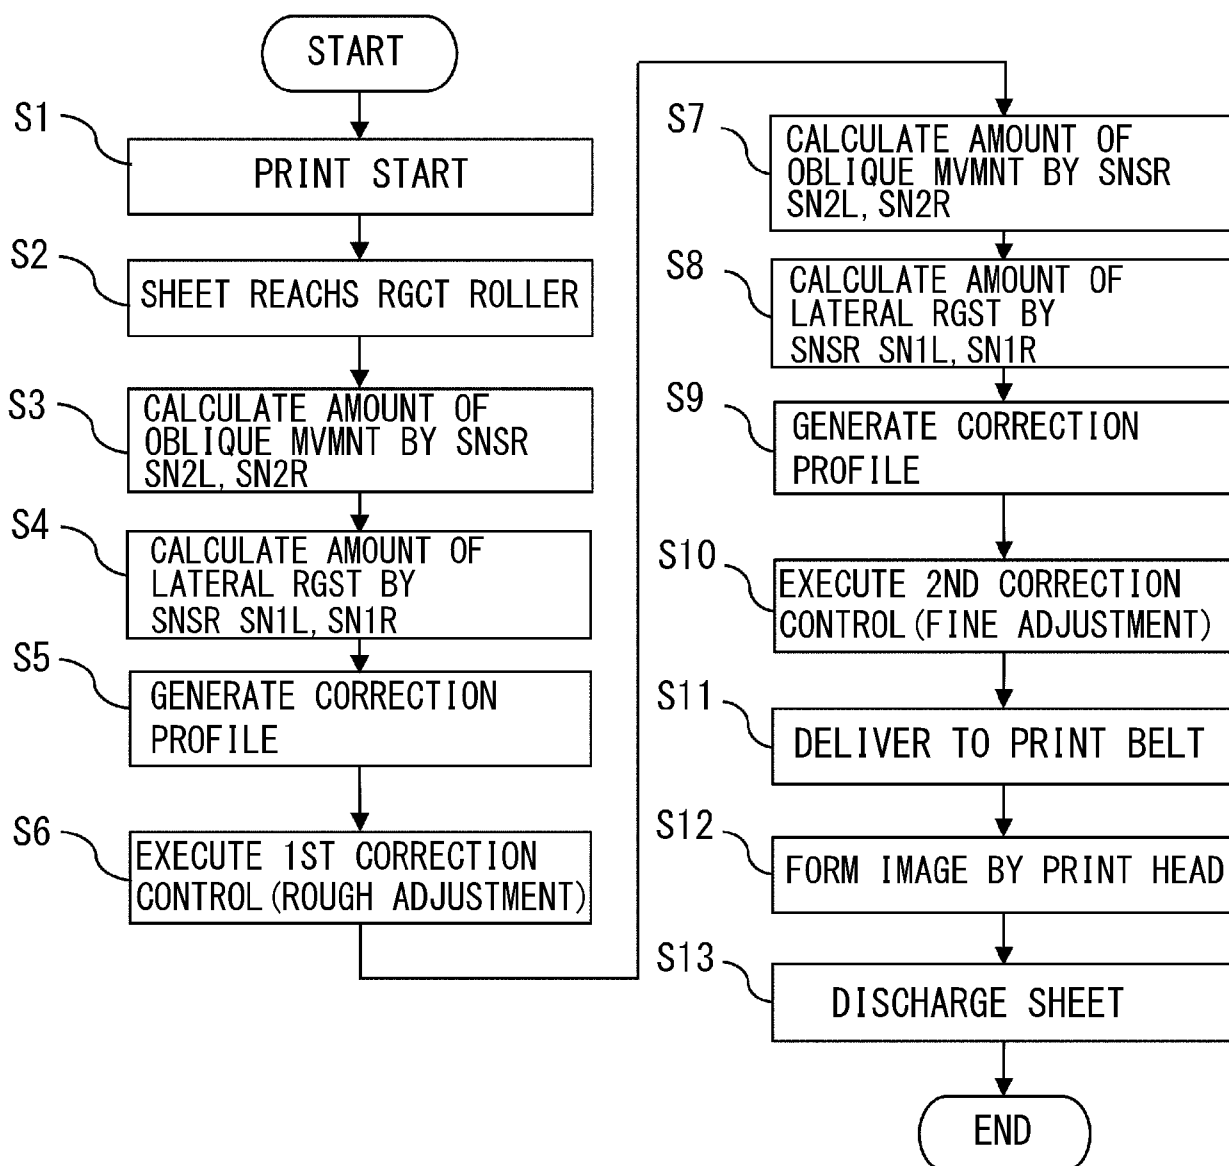 START
S1
PRINT START
S2
SHEET REACHS RGCT ROLLER
S3
CALCULATE AMOUNT OF
OBLIQUE MVMNT BY SNSR
SN2L, SN2R
S4
CALCULATE AMOUNT OF
LATERAL RGST BY
SNSR SN1L, SN1R
S5
GENERATE CORRECTION
PROFILE
S6
EXECUTE 1ST CORRECTION
CONTROL (ROUGH ADJUSTMENT)
S7
CALCULATE AMOUNT OF
OBLIQUE MVMNT BY SNSR
SN2L, SN2R
S8
CALCULATE AMOUNT OF
LATERAL RGST BY
SNSR SN1L, SN1R
S9
GENERATE CORRECTION
PROFILE
S10
EXECUTE 2ND CORRECTION
CONTROL (FINE ADJUSTMENT)
S11
DELIVER TO PRINT BELT
S12
FORM IMAGE BY PRINT HEAD
S13
DISCHARGE SHEET
END